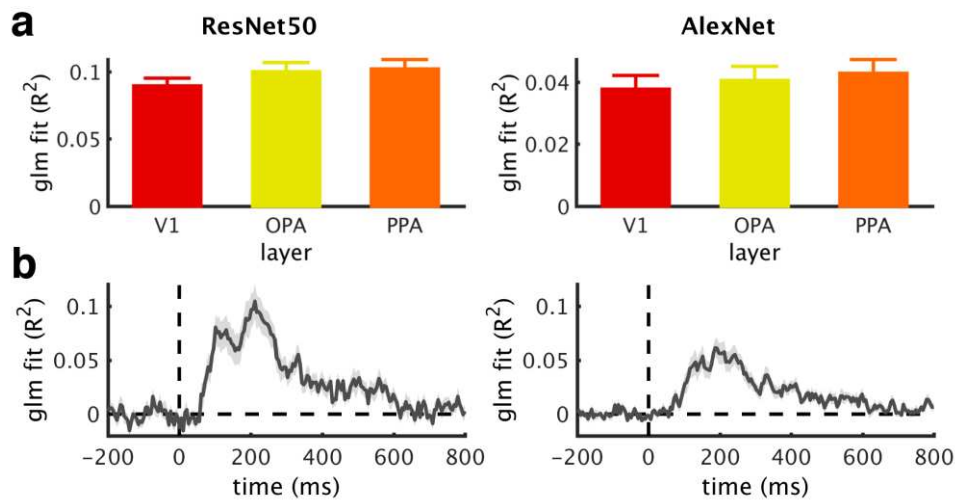 a
ResNet50
AlexNet
glm fit (R²)
0.1
0.05
0
V1 OPA PPA
layer
glm fit (R²)
0.04
0.02
0
V1 OPA PPA
layer
b
glm fit (R²)
0.1
0.05
0
-200 0 200 400 600 800
time (ms)
glm fit (R²)
0.1
0.05
0
-200 0 200 400 600 800
time (ms)